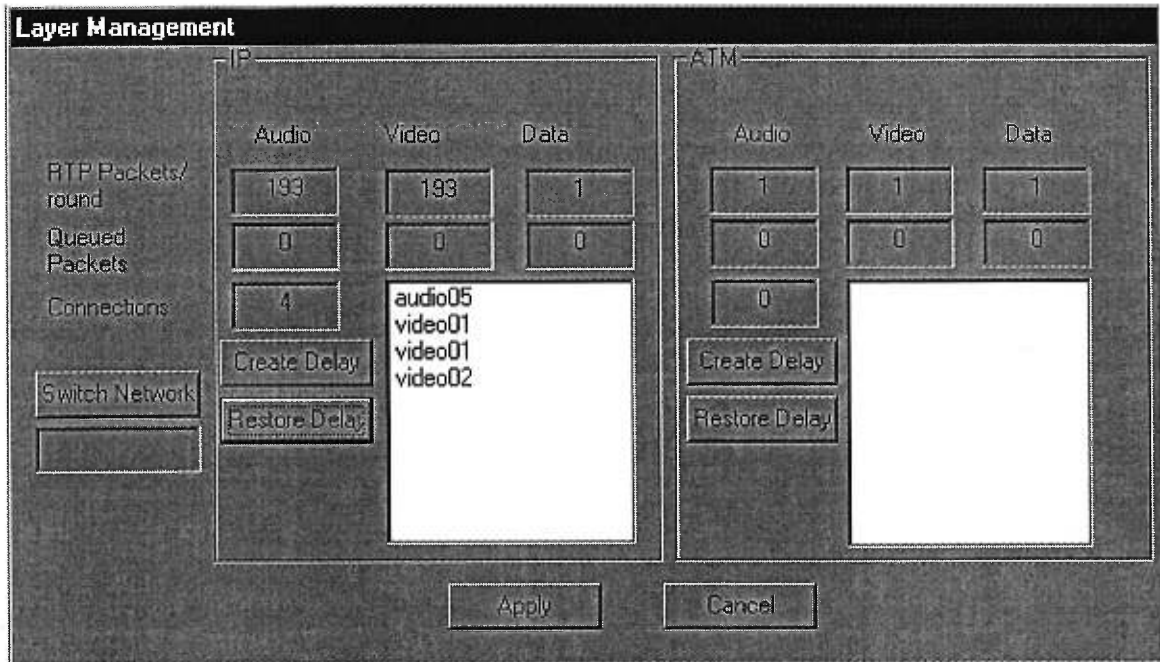 Layer Management
IP
ATM
Audio Video Data
Audio Video Data
RTP Packets/
round
193 193 1
1 1 1
Queued
Packets
0 0 0
0 0 0
Connections
4
0
audio05
video01
video01
video02
Create Delay
Create Delay
Switch Network
Restore Delay
Restore Delay
Apply
Cancel